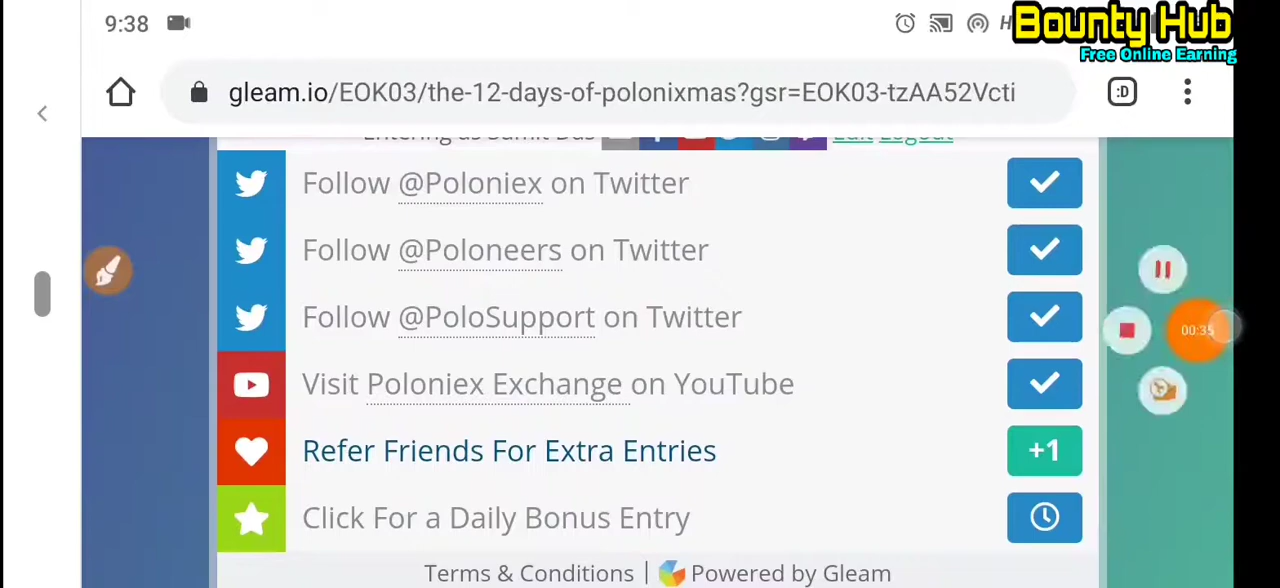 9:38
Bounty Hub
Free Online Earning
gleam.io/EOK03/the-12-days-of-polonixmas?gsr=EOK03-tzAA52Vcti
:D
Edit Logout
Follow @Poloniex on Twitter
Follow @Poloneers on Twitter
Follow @PoloSupport on Twitter
Visit Poloniex Exchange on YouTube
Refer Friends For Extra Entries
+1
Click For a Daily Bonus Entry
00:35
Terms & Conditions | Powered by Gleam